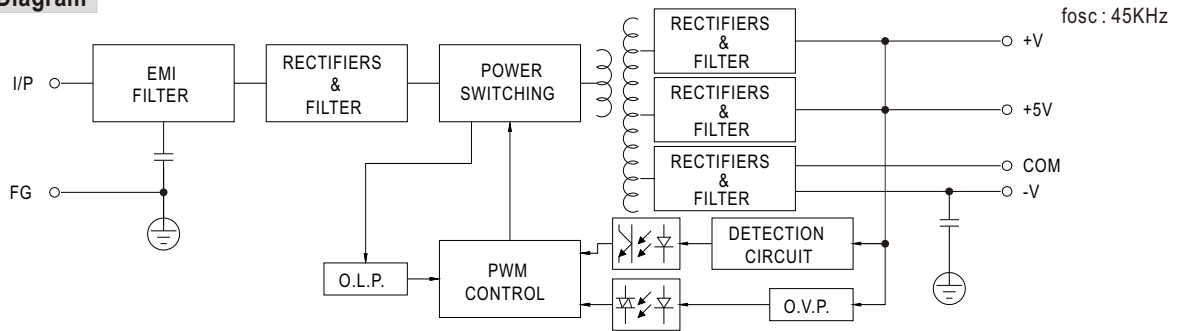 Diagram
fosc : 45KHz
I/P
EMI
FILTER
RECTIFIERS
&
FILTER
POWER
SWITCHING
RECTIFIERS
&
FILTER
+V
RECTIFIERS
&
FILTER
+5V
RECTIFIERS
&
FILTER
COM
-V
FG
O.L.P.
PWM
CONTROL
DETECTION
CIRCUIT
O.V.P.